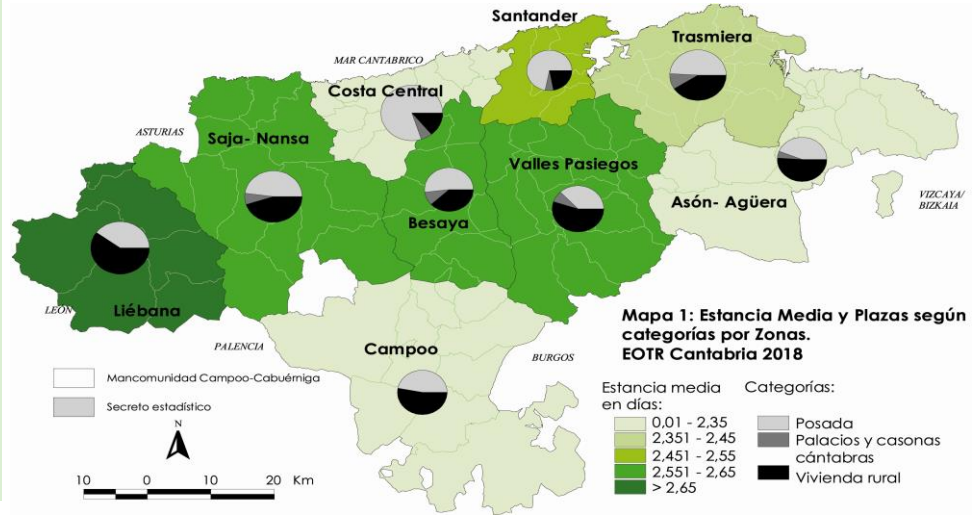 Santander
Trasmiera
MAR CANTABRICO
Costa Central
ASTURIAS
Saja- Nansa
Valles Pasiegos
Besaya
Asón- Agüera
VIZCAYA/
BIZKAIA
LEON
Liébana
PALENCIA
Campoo
BURGOS
Mapa 1: Estancia Media y Plazas según
categorías por Zonas.
EOTR Cantabria 2018
Mancomunidad Campoo-Cabuérniga
Secreto estadístico
N
10 0 10 20 Km
Estancia media
en días:
0,01 - 2,35
2,351 - 2,45
2,451 - 2,55
2,551 - 2,65
> 2,65
Categorías:
Posada
Palacios y casonas
cántabras
Vivienda rural